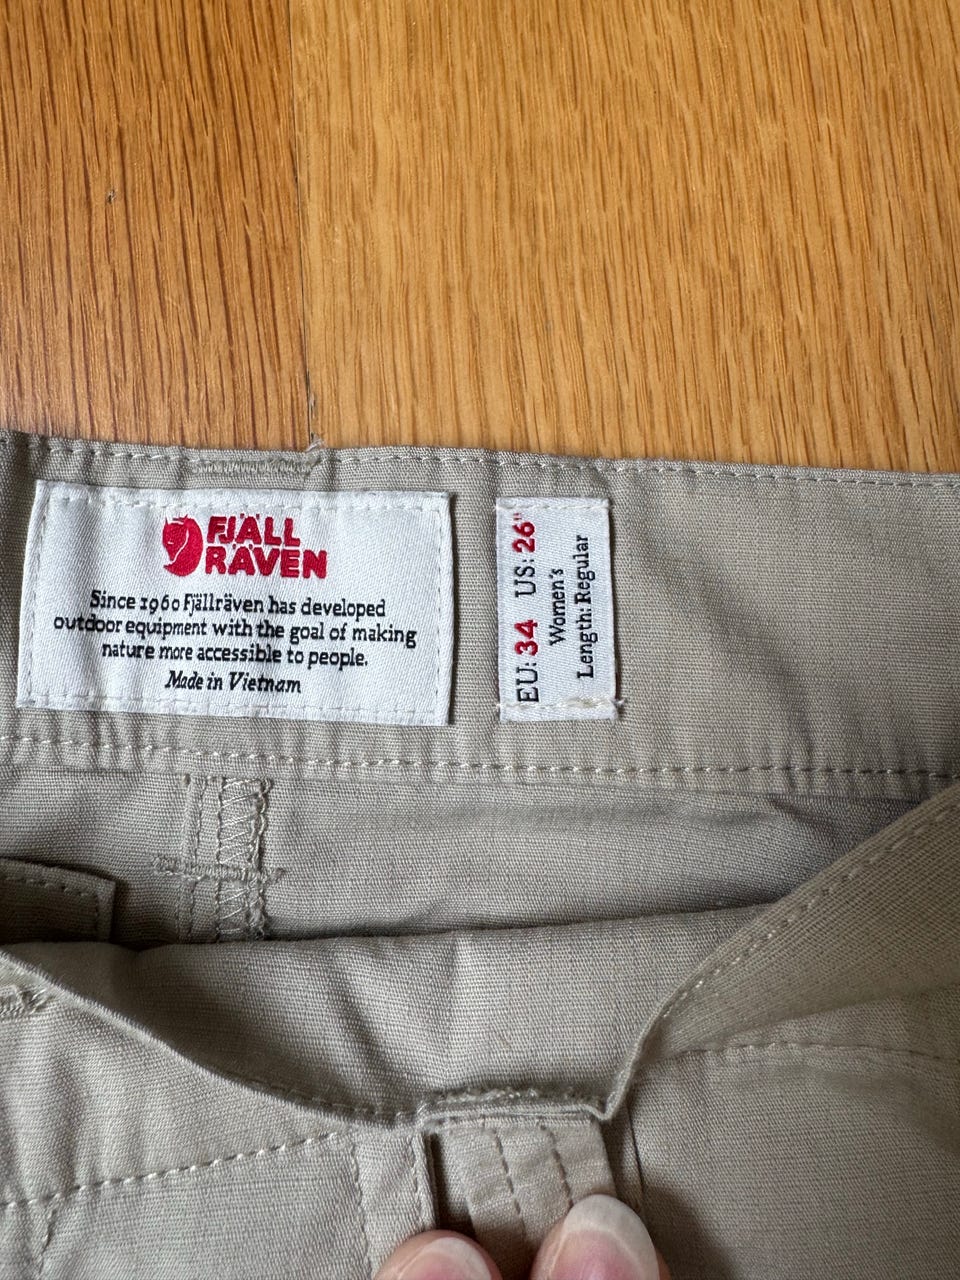 FJÄLL
RÄVEN
Since 1960 Fjällräven has developed
outdoor equipment with the goal of making
nature more accessible to people.
Made in Vietnam
EU: 34 US: 26"
Women's
Length: Regular